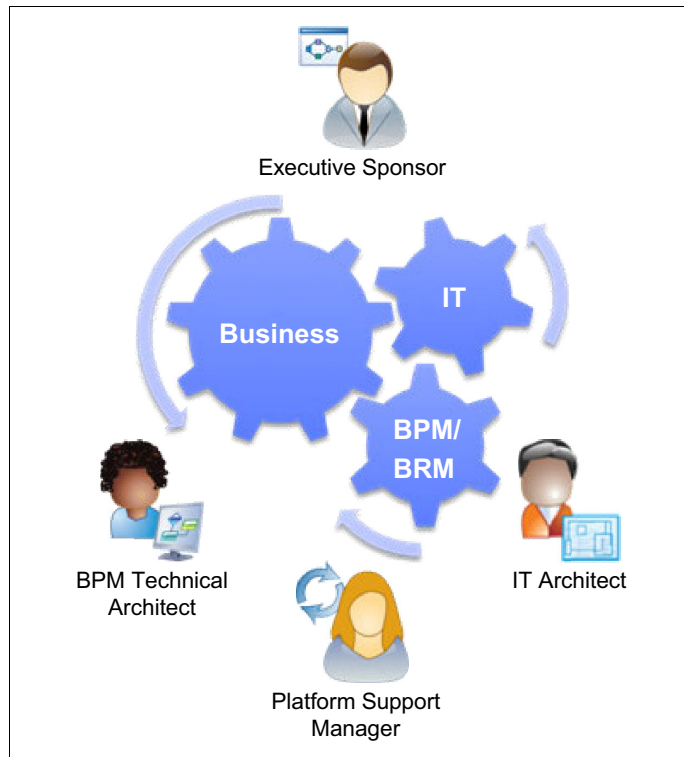 Executive Sponsor
IT
Business
BPM/
BRM
BPM Technical
Architect
IT Architect
Platform Support
Manager